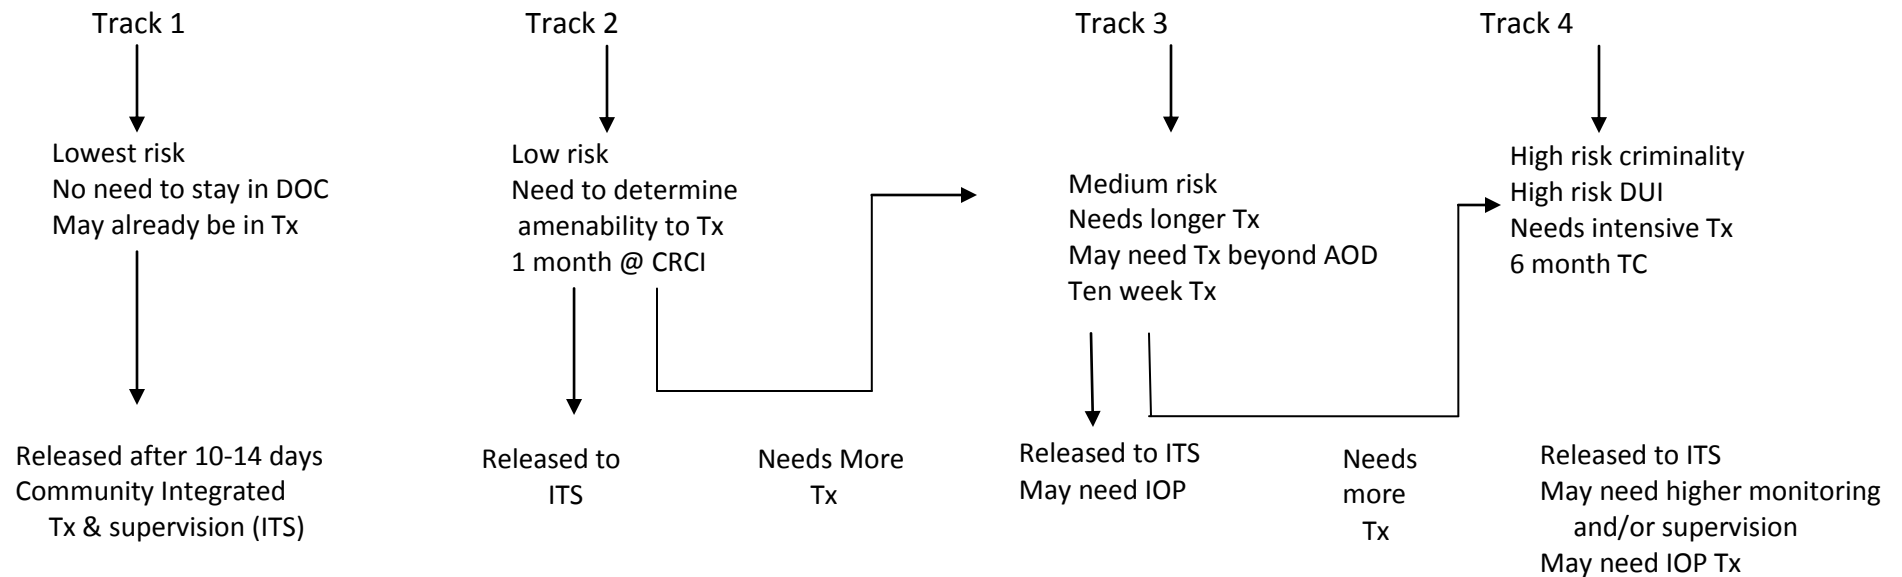 Track 1
Lowest risk
No need to stay in DOC
May already be in Tx
Released after 10-14 days
Community Integrated
Tx & supervision (ITS)
Track 2
Low risk
Need to determine
amenability to Tx
1 month @ CRCI
Released to
ITS
Needs More
Tx
Track 3
Medium risk
Needs longer Tx
May need Tx beyond AOD
Ten week Tx
Released to ITS
May need IOP
Needs
more
Tx
Track 4
High risk criminality
High risk DUI
Needs intensive Tx
6 month TC
Released to ITS
May need higher monitoring
and/or supervision
May need IOP Tx